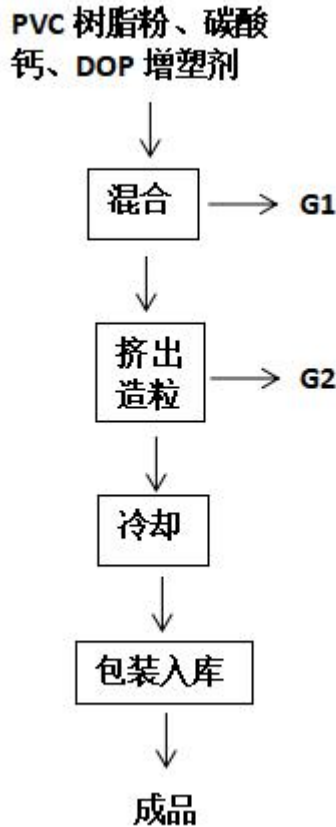 PVC 树脂粉、碳酸
钙、DOP 增塑剂
混合
G1
挤出
造粒
G2
冷却
包装入库
成品